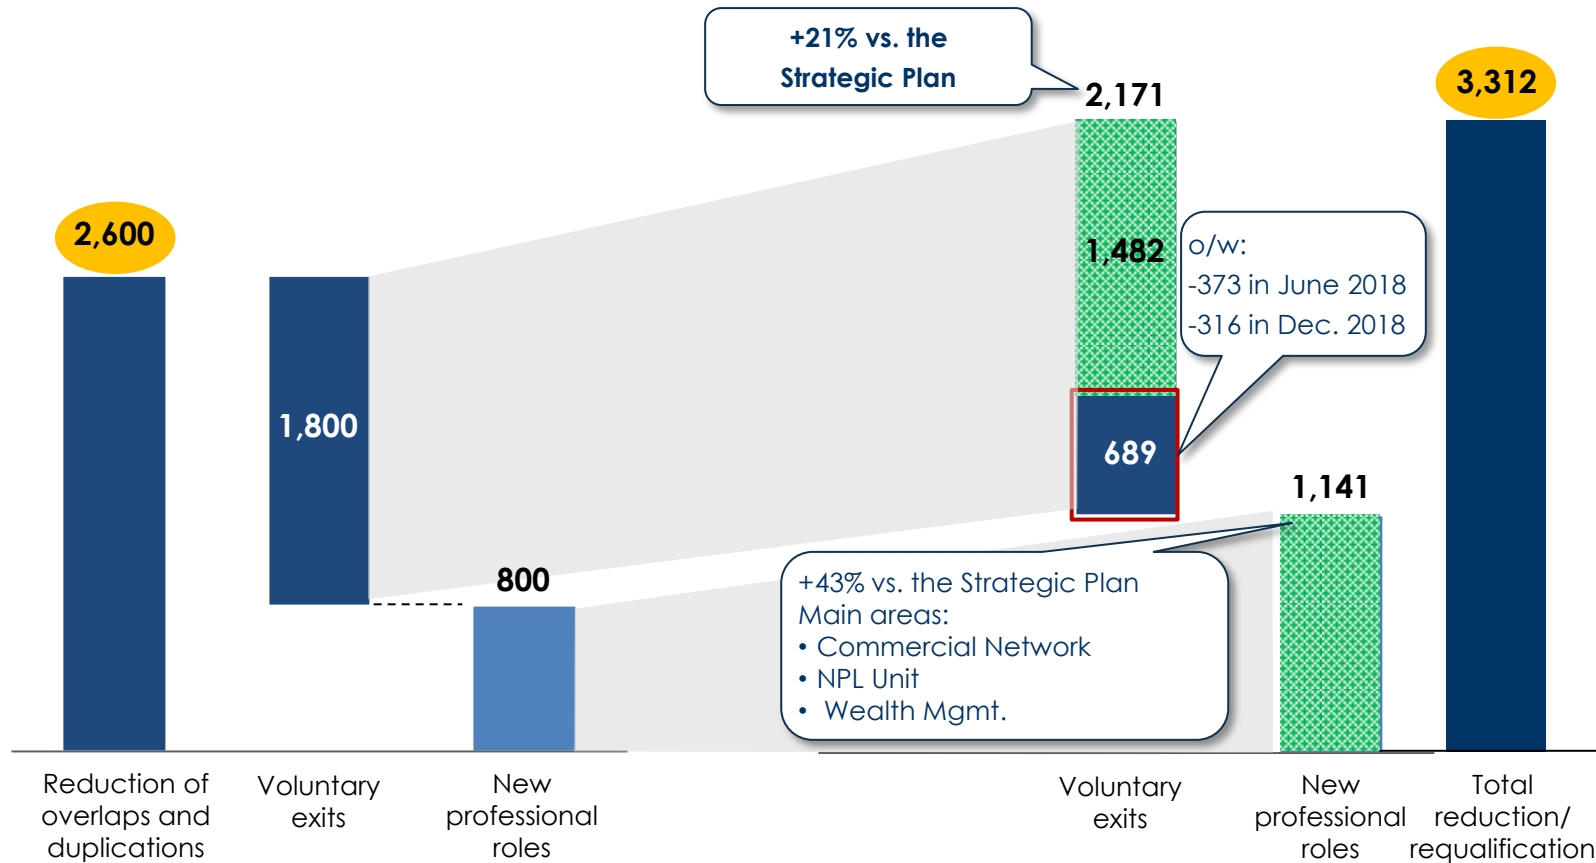 +21% vs. the
Strategic Plan
2,171
3,312
2,600
1,482
o/w:
-373 in June 2018
-316 in Dec. 2018
1,800
689
1,141
800
+43% vs. the Strategic Plan
Main areas:
• Commercial Network
• NPL Unit
• Wealth Mgmt.
Reduction of
overlaps and
duplications
Voluntary
exits
New
professional
roles
Voluntary
exits
New
professional
roles
Total
reduction/
requalification